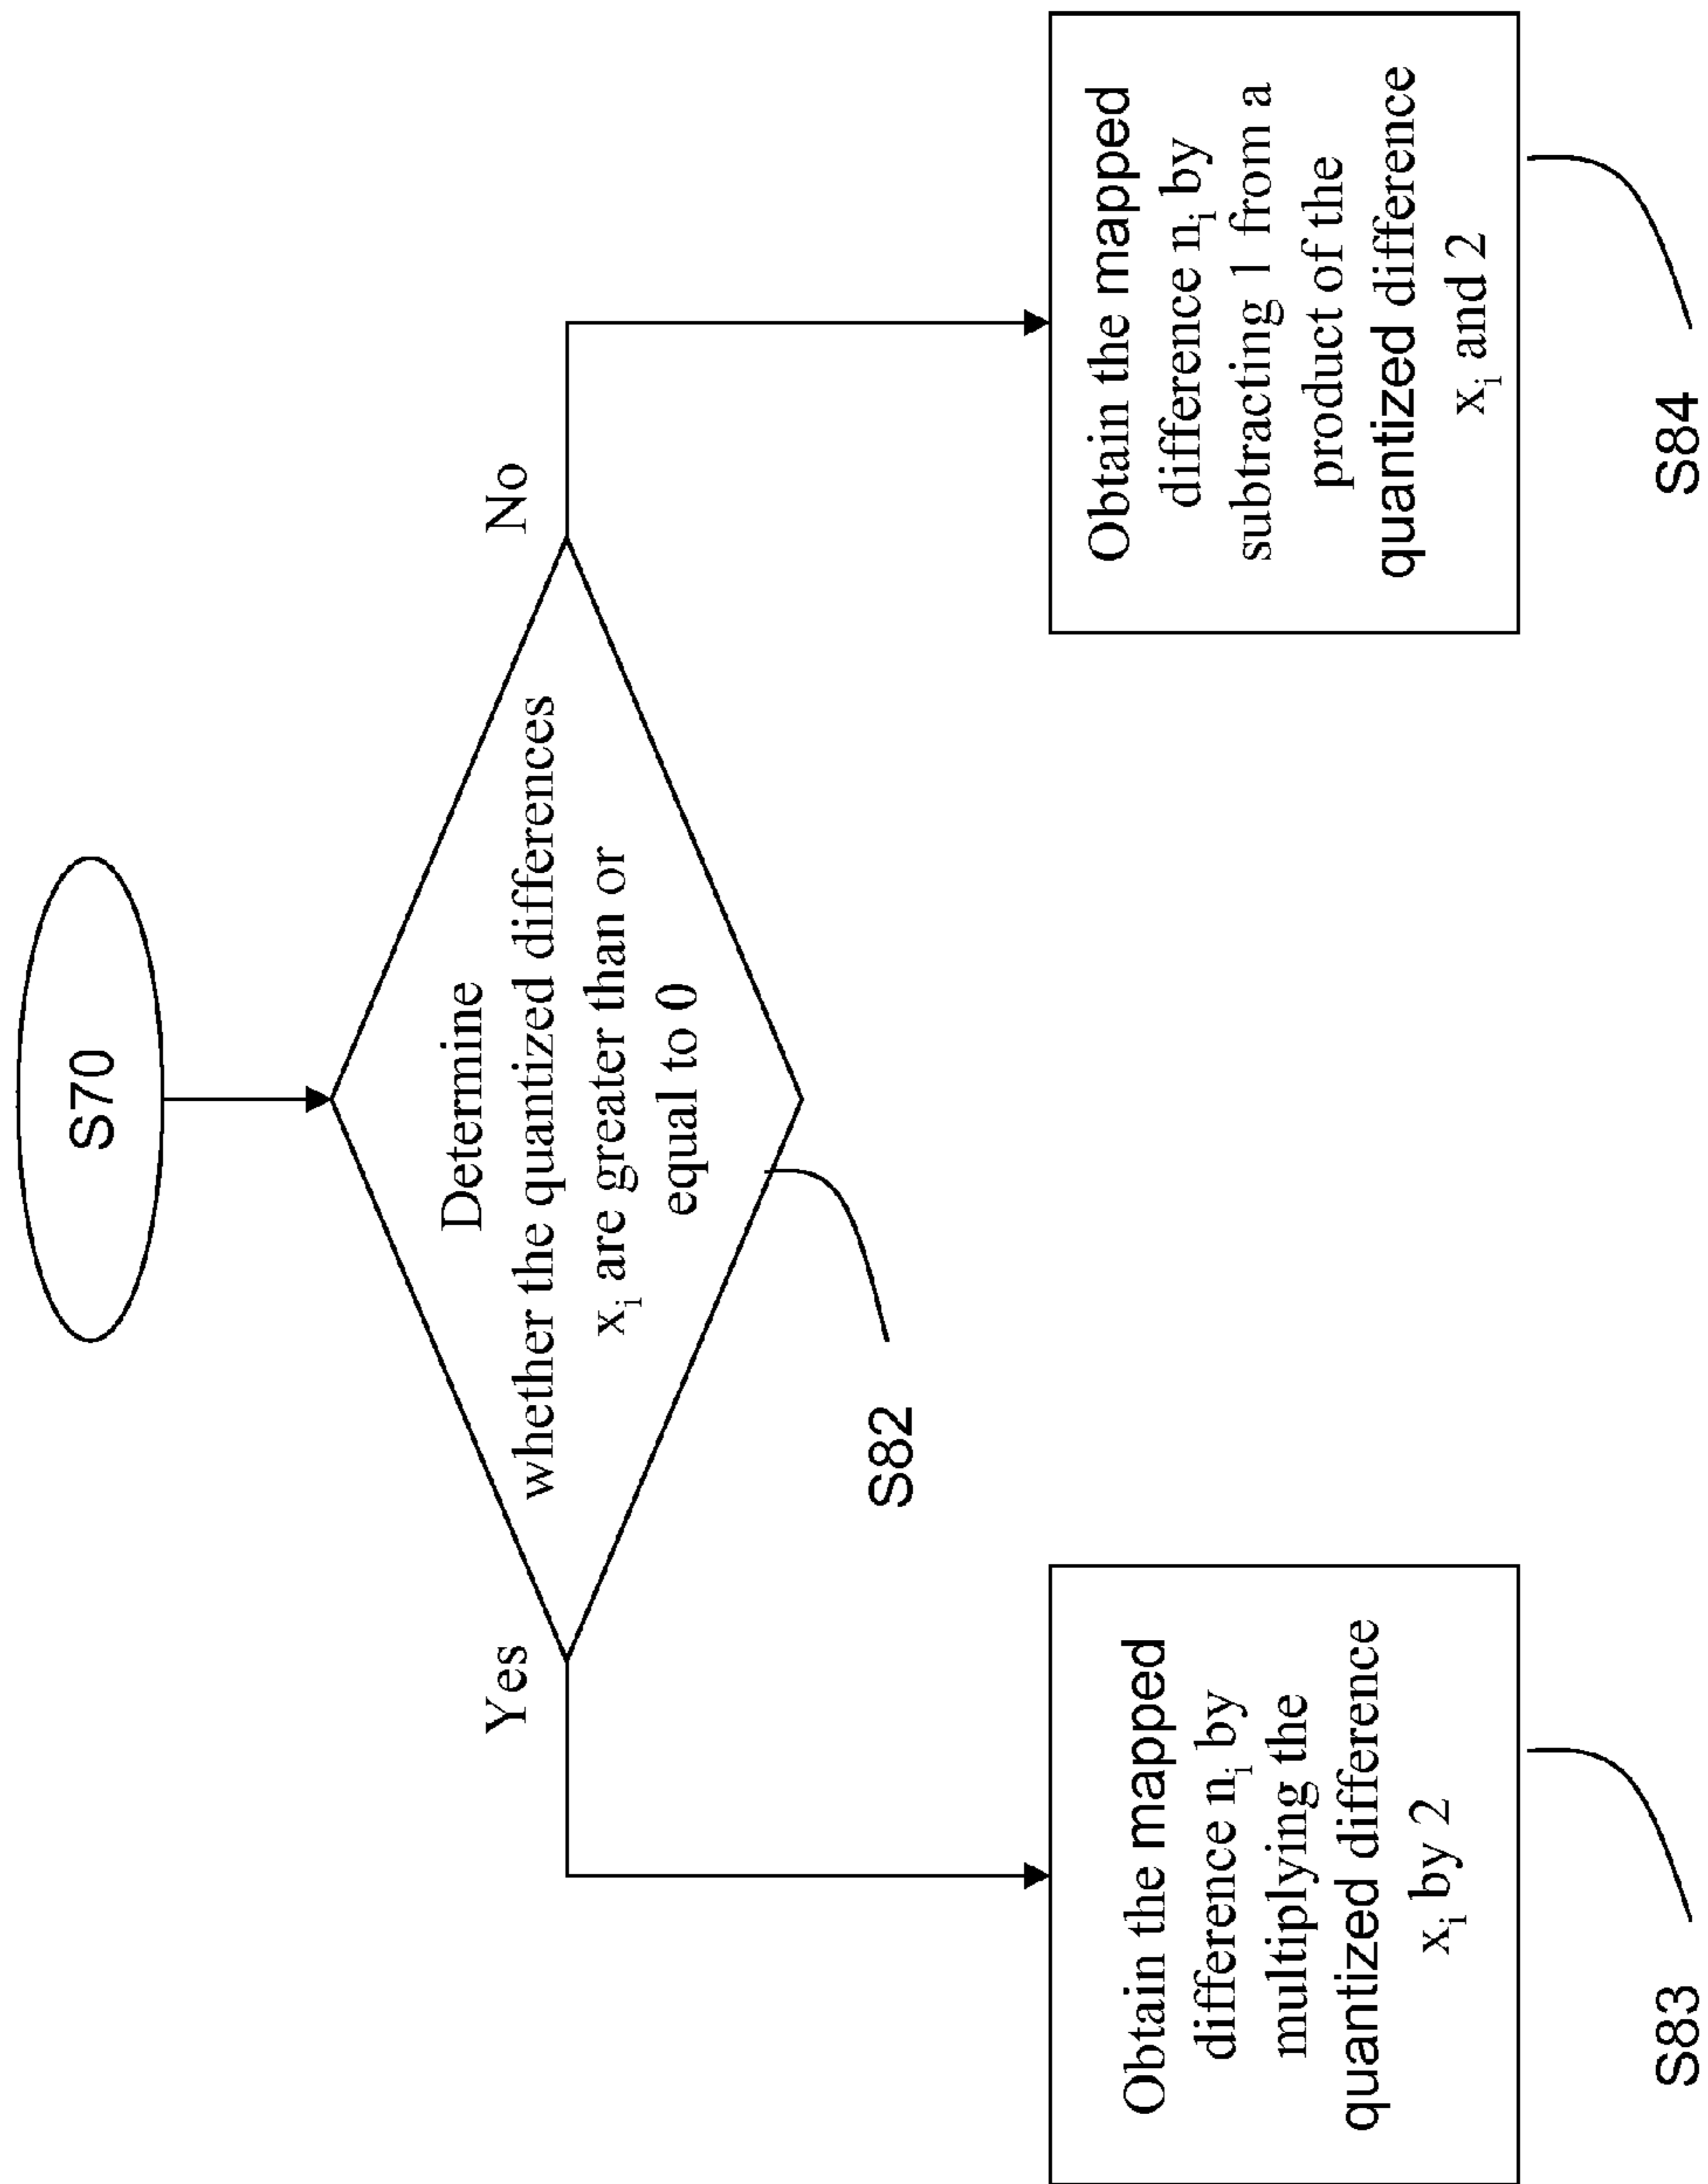 S70
Determine
whether the quantized differences
xᵢ are greater than or
equal to 0
Yes
No
S82
Obtain the mapped
difference nᵢ by
multiplying the
quantized difference
xᵢ by 2
S83
Obtain the mapped
difference nᵢ by
subtracting 1 from a
product of the
quantized difference
xᵢ and 2
S84